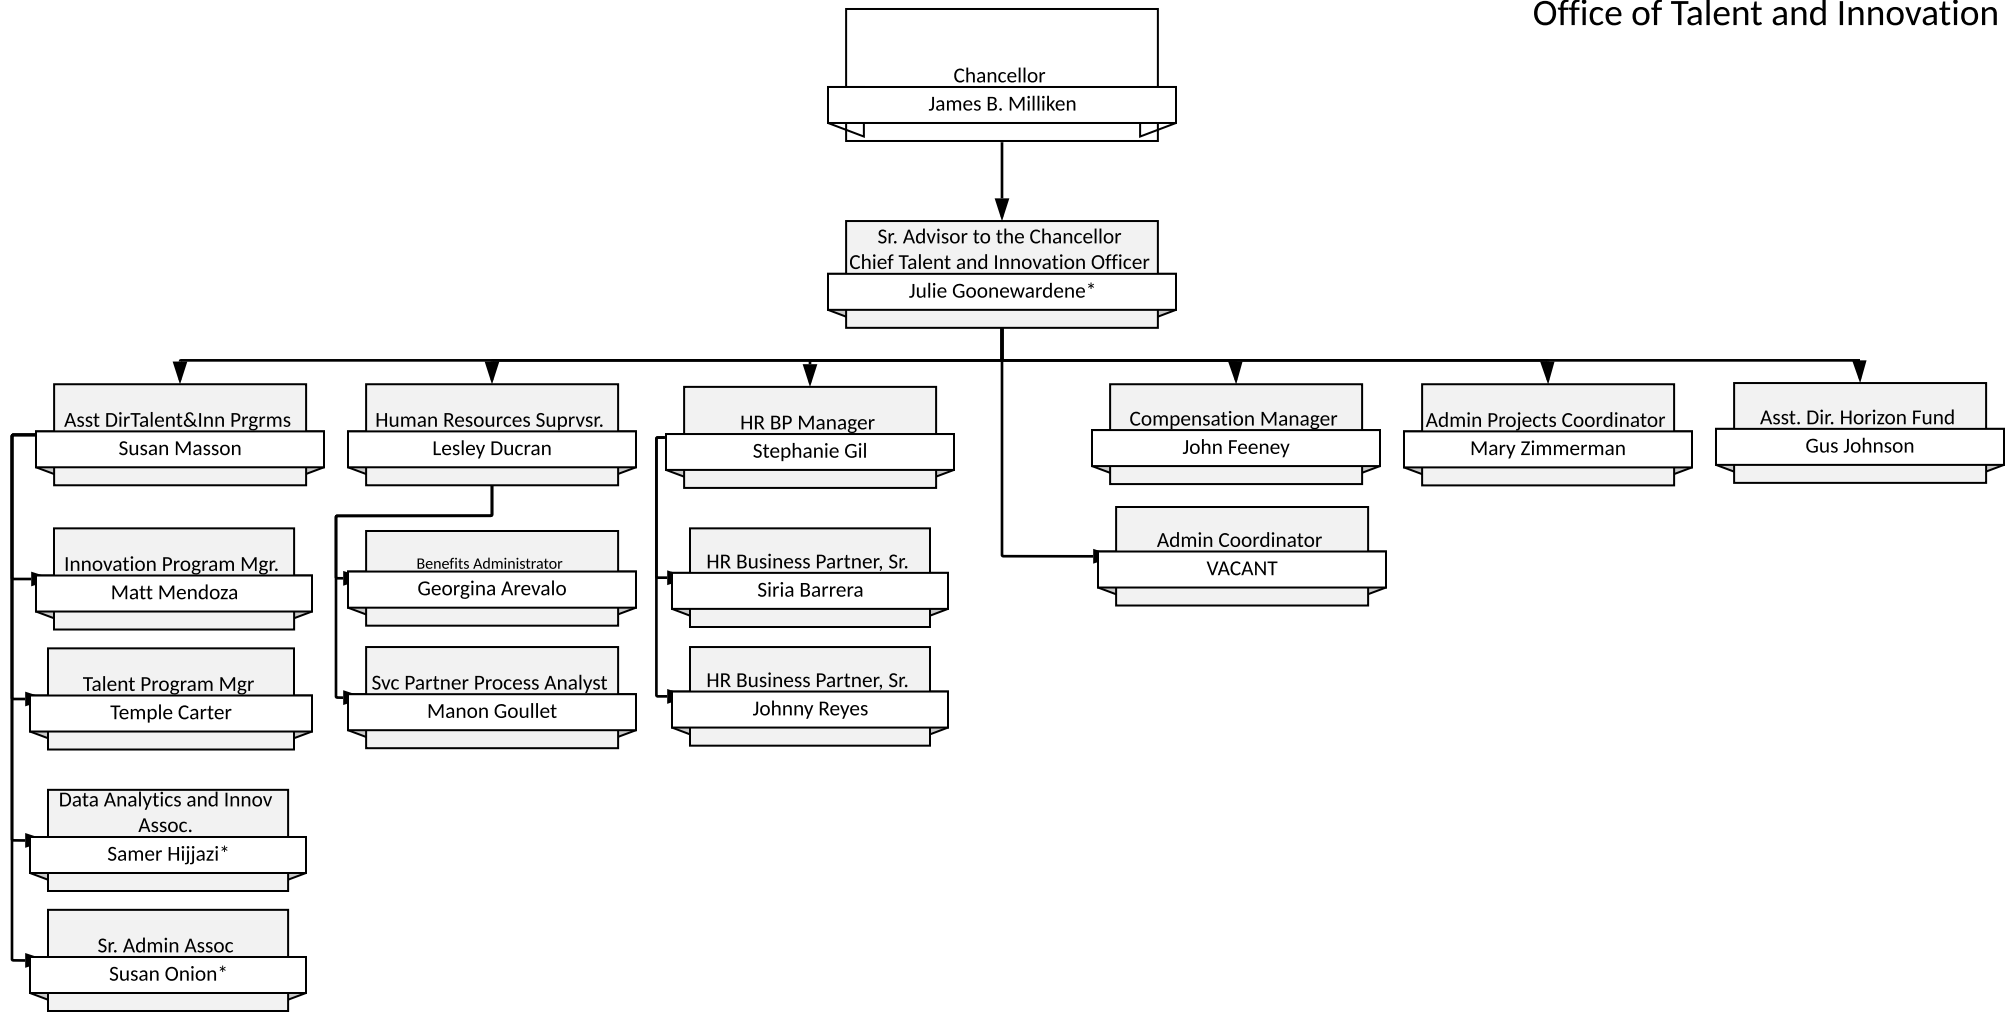 Office of Talent and Innovation
Chancellor
James B. Milliken
Sr. Advisor to the Chancellor
Chief Talent and Innovation Officer
Julie Goonewardene*
Asst DirTalent&Inn Prgrms
Susan Masson
Human Resources Suprvsr.
Lesley Ducran
HR BP Manager
Stephanie Gil
Compensation Manager
John Feeney
Admin Projects Coordinator
Mary Zimmerman
Asst. Dir. Horizon Fund
Gus Johnson
Innovation Program Mgr.
Matt Mendoza
Benefits Administrator
Georgina Arevalo
HR Business Partner, Sr.
Siria Barrera
Admin Coordinator
VACANT
Talent Program Mgr
Temple Carter
Svc Partner Process Analyst
Manon Goullet
HR Business Partner, Sr.
Johnny Reyes
Data Analytics and Innov
Assoc.
Samer Hijjazi*
Sr. Admin Assoc
Susan Onion*